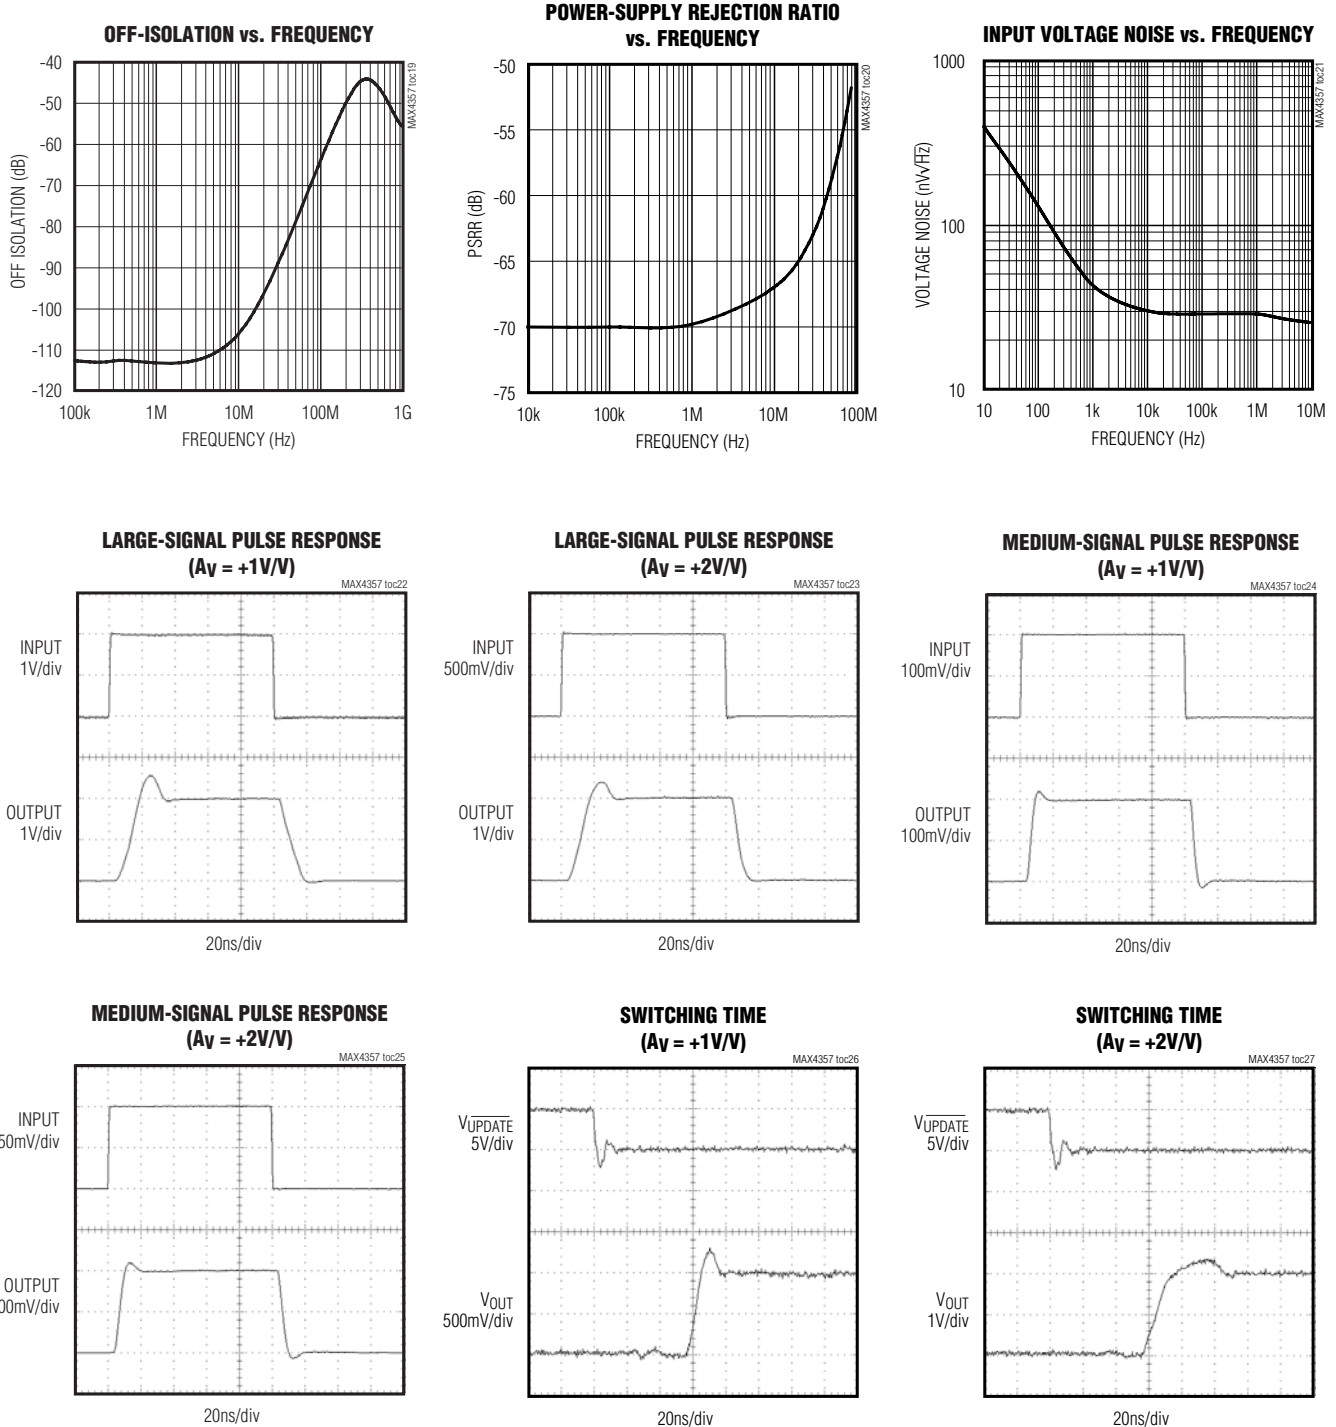 OFF-ISOLATION vs. FREQUENCY
MAX4357 toc19
OFF ISOLATION (dB)
-40
-50
-60
-70
-80
-90
-100
-110
-120
100k 1M 10M 100M 1G
FREQUENCY (Hz)
POWER-SUPPLY REJECTION RATIO
vs. FREQUENCY
MAX4357 toc20
PSRR (dB)
-50
-55
-60
-65
-70
-75
10k 100k 1M 10M 100M
FREQUENCY (Hz)
INPUT VOLTAGE NOISE vs. FREQUENCY
MAX4357 toc21
VOLTAGE NOISE (nV√Hz)
1000
100
10
10 100 1k 10k 100k 1M 10M
FREQUENCY (Hz)
LARGE-SIGNAL PULSE RESPONSE
(AV = +1V/V)
MAX4357 toc22
INPUT
1V/div
OUTPUT
1V/div
20ns/div
LARGE-SIGNAL PULSE RESPONSE
(AV = +2V/V)
MAX4357 toc23
INPUT
500mV/div
OUTPUT
1V/div
20ns/div
MEDIUM-SIGNAL PULSE RESPONSE
(AV = +1V/V)
MAX4357 toc24
INPUT
100mV/div
OUTPUT
100mV/div
20ns/div
MEDIUM-SIGNAL PULSE RESPONSE
(AV = +2V/V)
MAX4357 toc25
INPUT
50mV/div
OUTPUT
00mV/div
20ns/div
SWITCHING TIME
(AV = +1V/V)
MAX4357 toc26
VUPDATE
5V/div
VOUT
500mV/div
20ns/div
SWITCHING TIME
(AV = +2V/V)
MAX4357 toc27
VUPDATE
5V/div
VOUT
1V/div
20ns/div